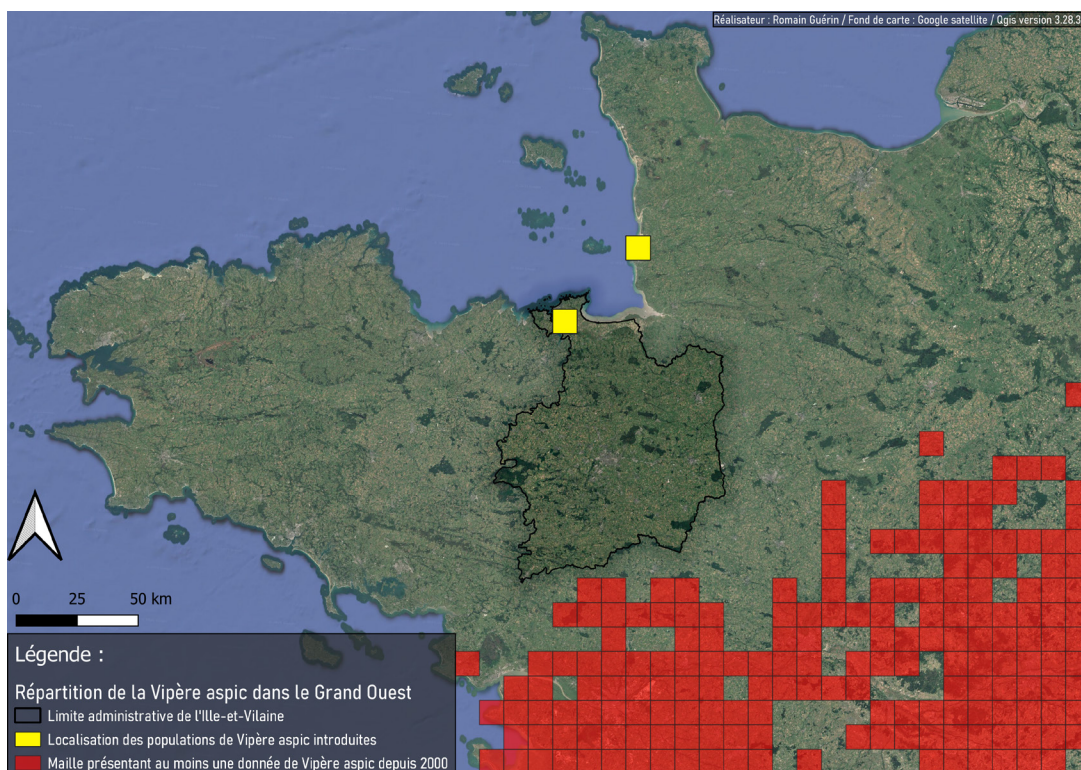 Réalisateur : Romain Guérin / Fond de carte : Google satellite / Qgis version 3.28.3
0 25 50 km
Légende :
Répartition de la Vipère aspic dans le Grand Ouest
Limite administrative de l'Ille-et-Vilaine
Localisation des populations de Vipère aspic introduites
Maille présentant au moins une donnée de Vipère aspic depuis 2000